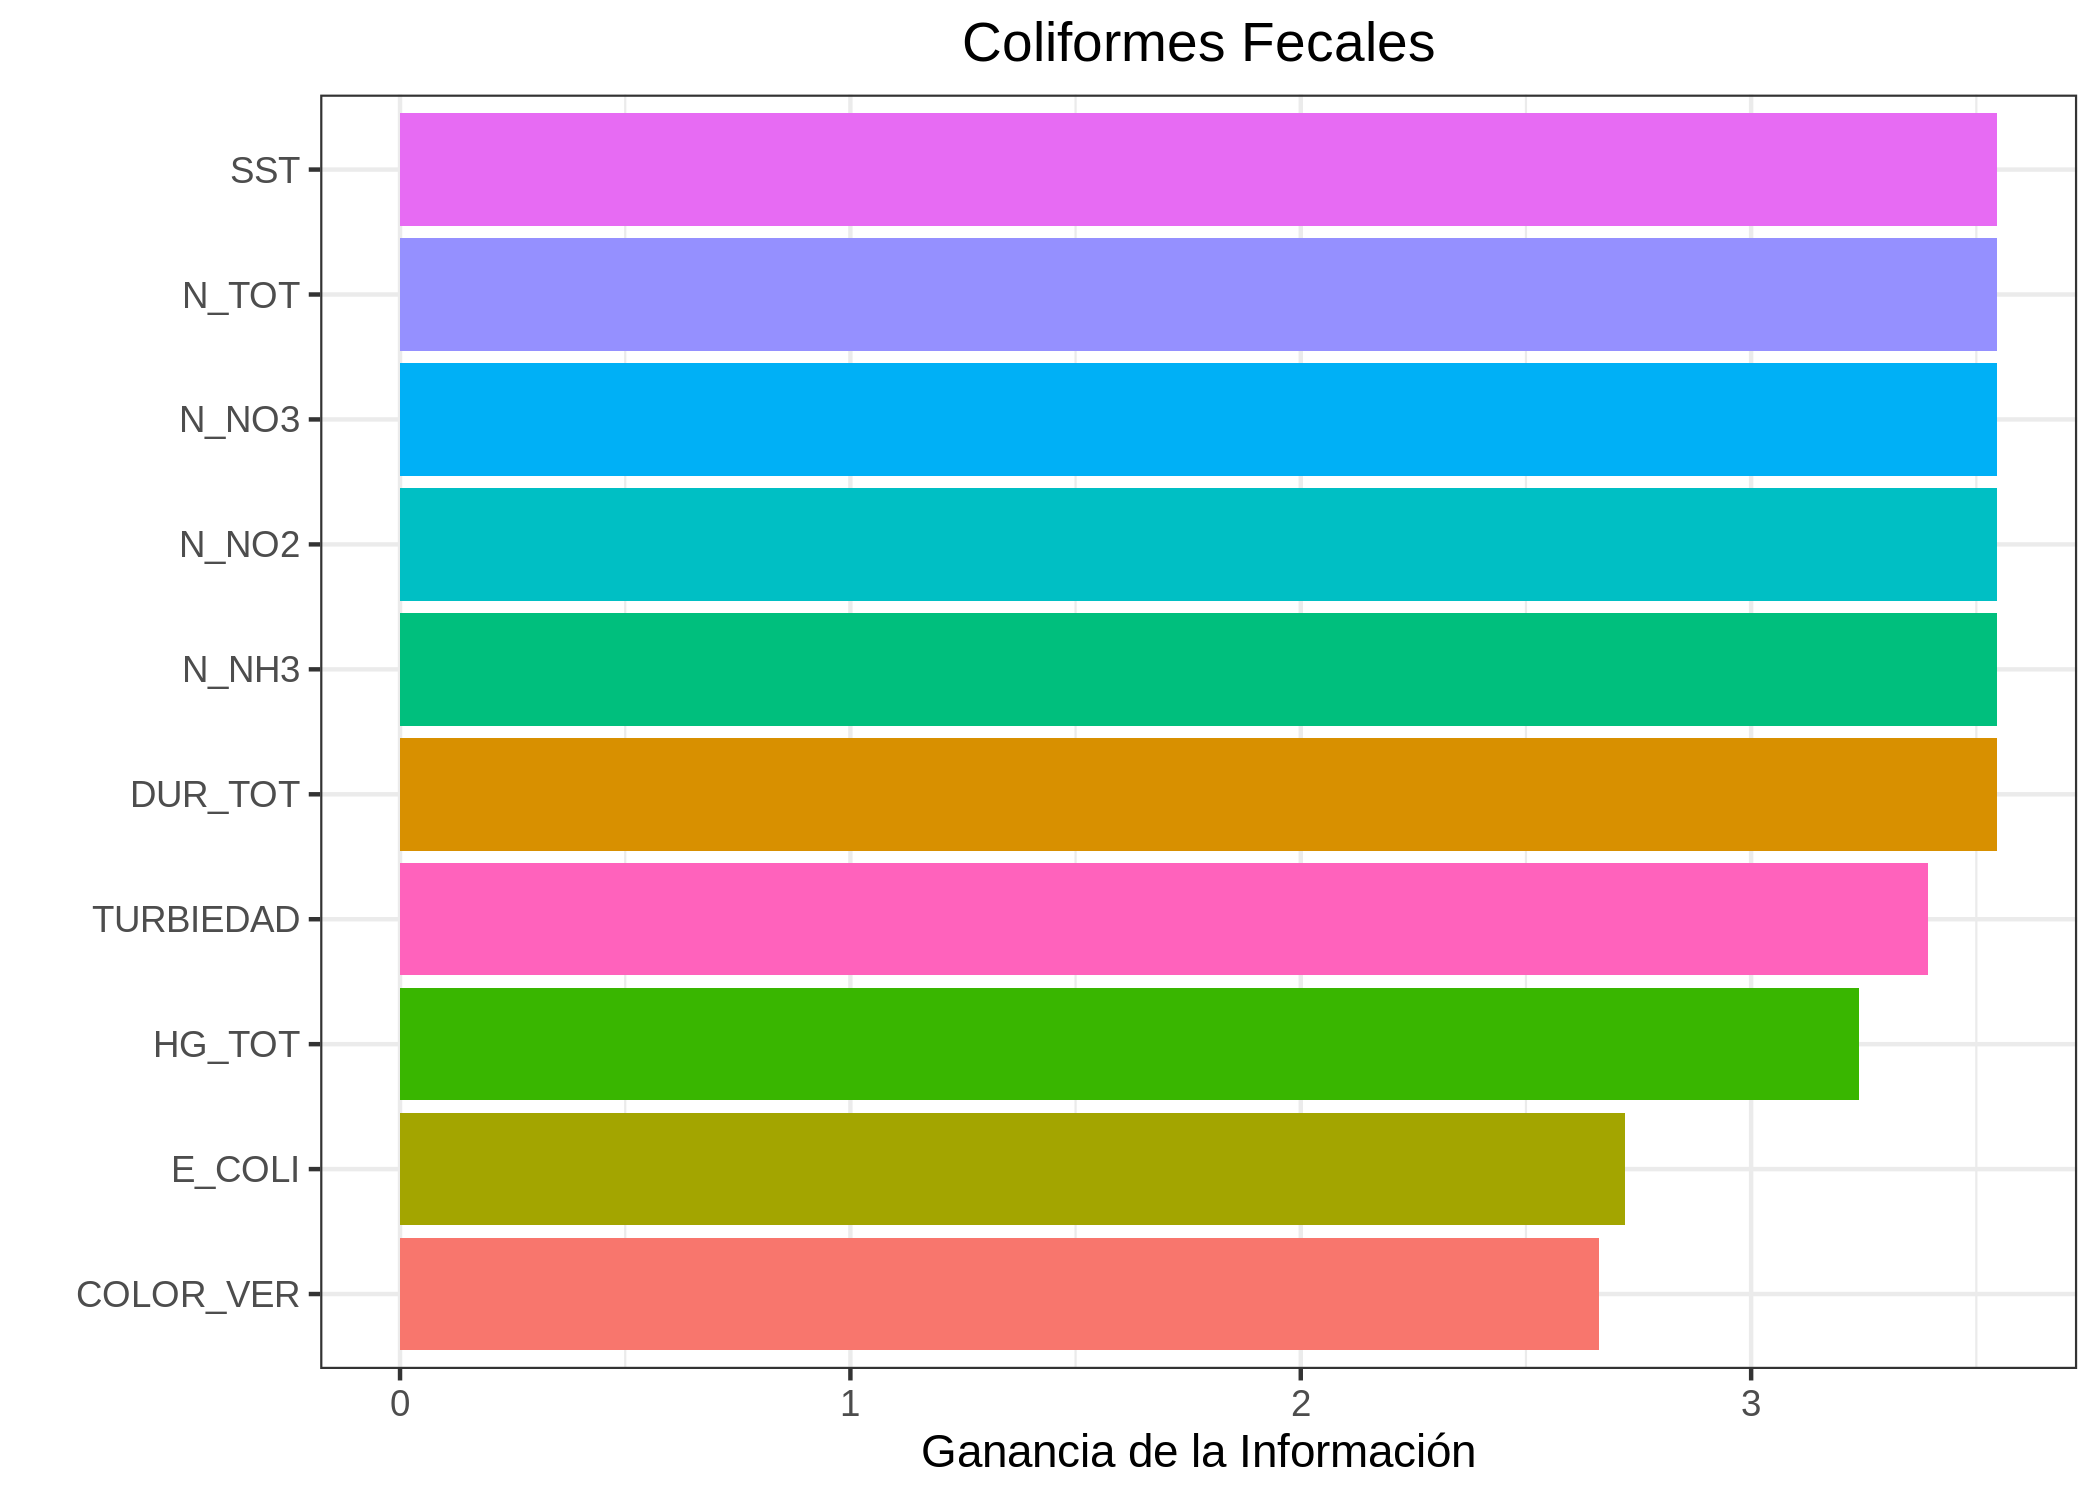 Coliformes Fecales
SST
N_TOT
N_NO3
N_NO2
N_NH3
DUR_TOT
TURBIEDAD
HG_TOT
E_COLI
COLOR_VER
0 1 2 3
Ganancia de la Información